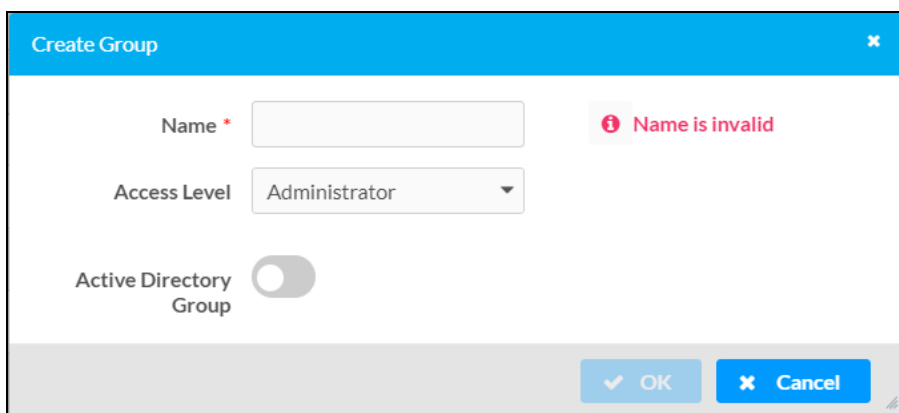 Create Group
Name * Name is invalid
Access Level Administrator
Active Directory
Group
OK Cancel